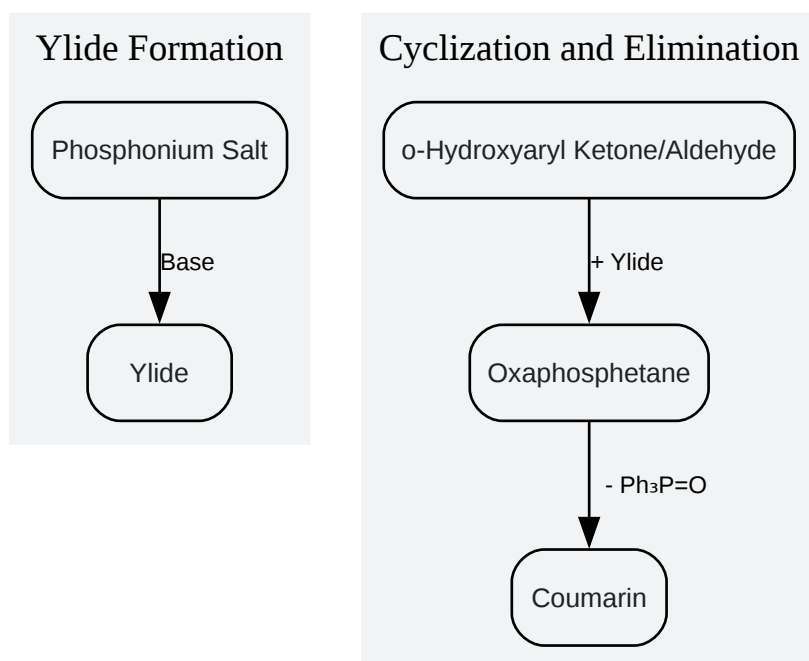 Ylide Formation
Phosphonium Salt
Base
Ylide
Cyclization and Elimination
o-Hydroxyaryl Ketone/Aldehyde
+ Ylide
Oxaphosphetane
- Ph₃P=O
Coumarin